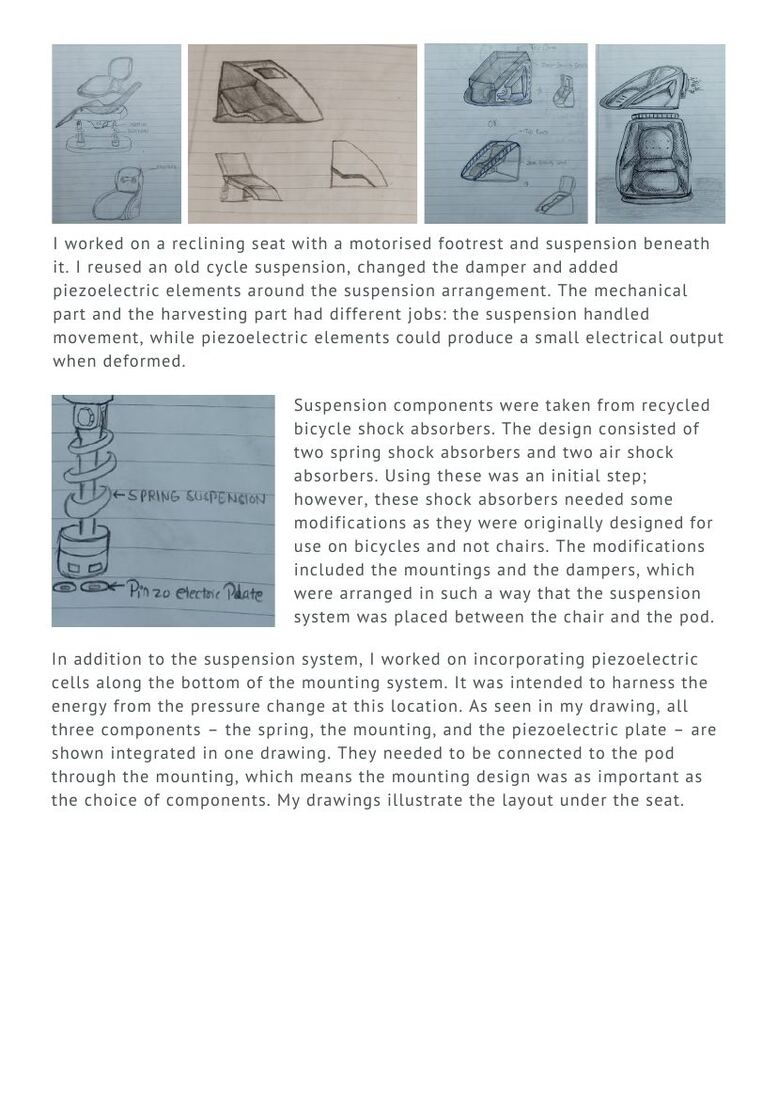 I worked on a reclining seat with a motorised footrest and suspension beneath
it. I reused an old cycle suspension, changed the damper and added
piezoelectric elements around the suspension arrangement. The mechanical
part and the harvesting part had different jobs: the suspension handled
movement, while piezoelectric elements could produce a small electrical output
when deformed.
SPRING SUSPENSION
Pinzo electric Pelate
Suspension components were taken from recycled
bicycle shock absorbers. The design consisted of
two spring shock absorbers and two air shock
absorbers. Using these was an initial step;
however, these shock absorbers needed some
modifications as they were originally designed for
use on bicycles and not chairs. The modifications
included the mountings and the dampers, which
were arranged in such a way that the suspension
system was placed between the chair and the pod.
In addition to the suspension system, I worked on incorporating piezoelectric
cells along the bottom of the mounting system. It was intended to harness the
energy from the pressure change at this location. As seen in my drawing, all
three components – the spring, the mounting, and the piezoelectric plate – are
shown integrated in one drawing. They needed to be connected to the pod
through the mounting, which means the mounting design was as important as
the choice of components. My drawings illustrate the layout under the seat.